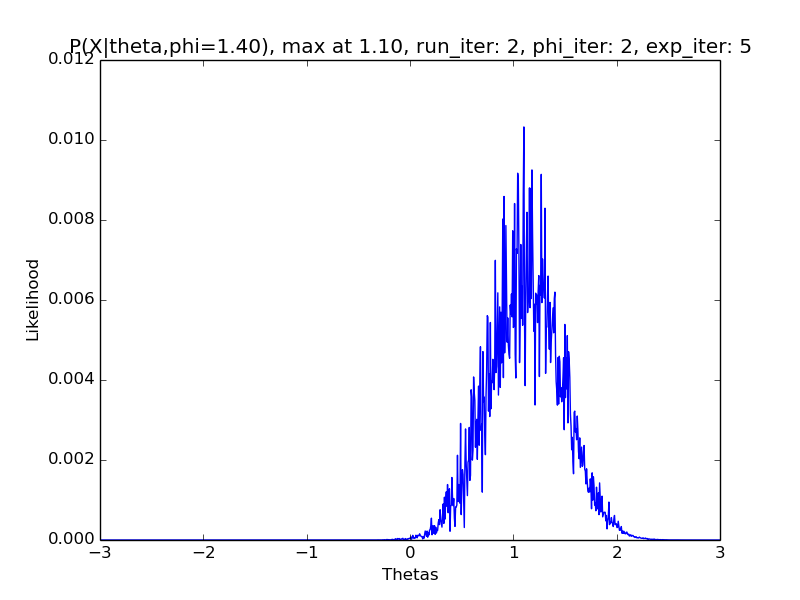 P(X|theta,phi=1.40), max at 1.10, run_iter: 2, phi_iter: 2, exp_iter: 5
0.012
0.010
0.008
0.006
0.004
0.002
0.000
Likelihood
−3 −2 −1 0 1 2 3
Thetas